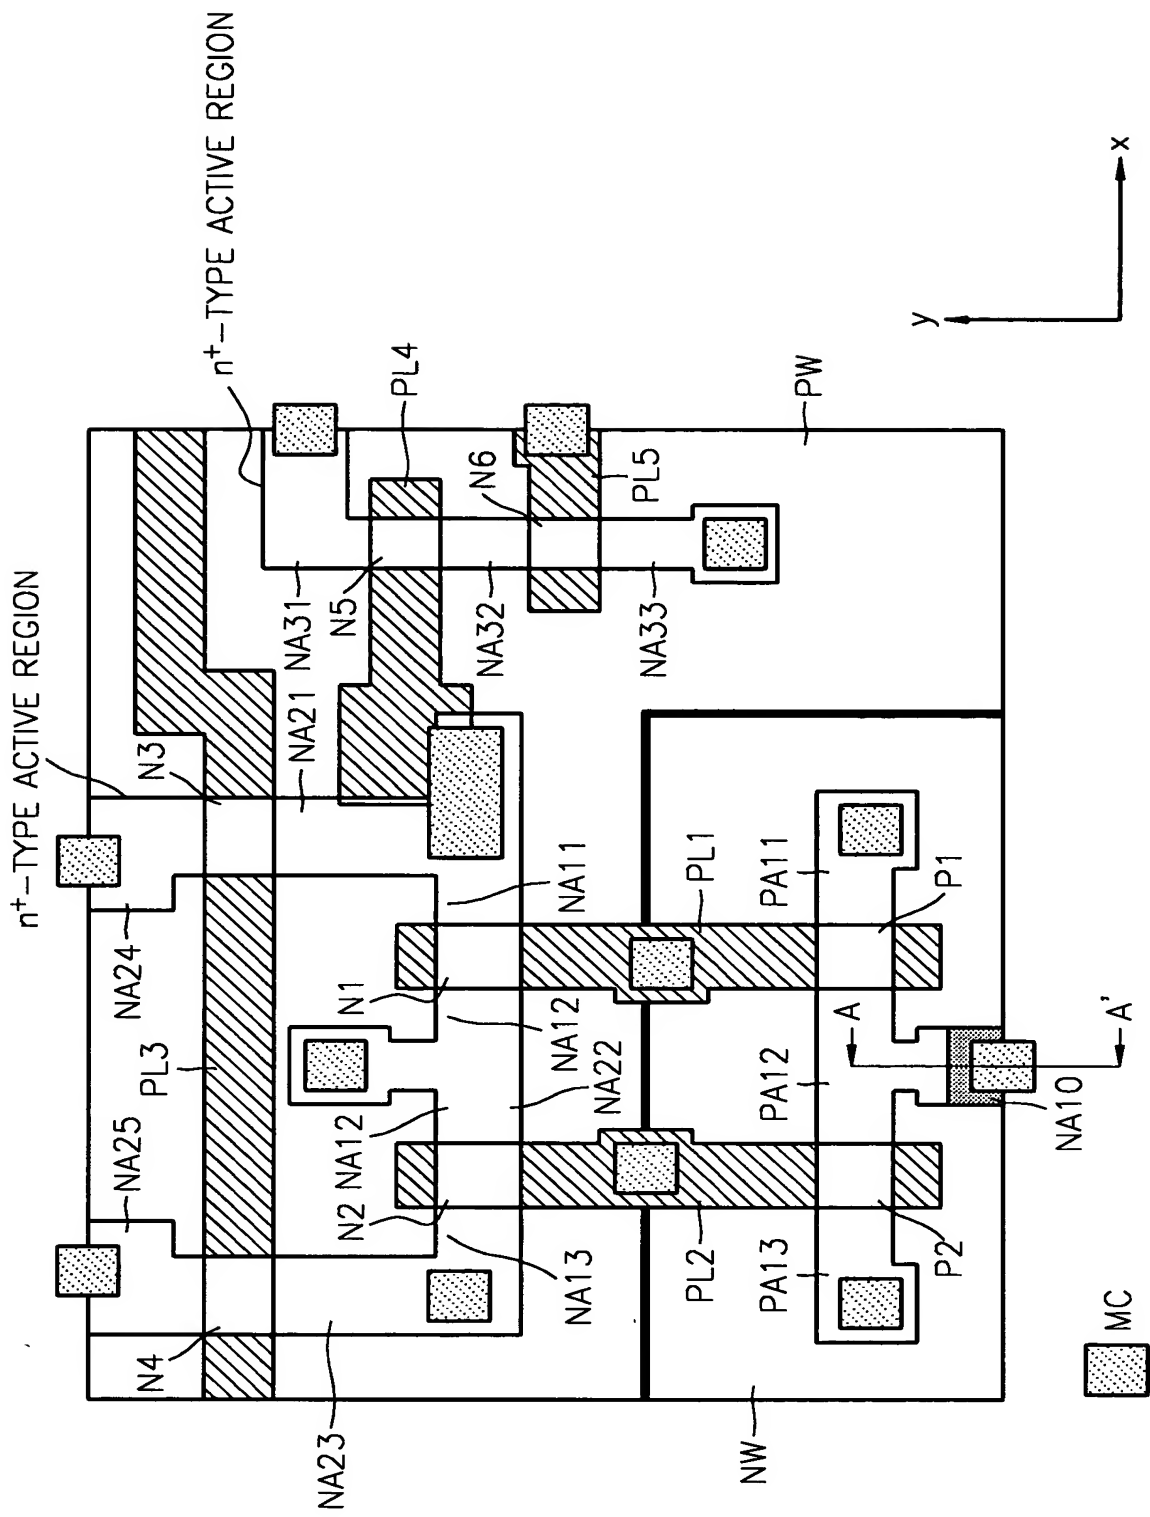 n+-TYPE ACTIVE REGION
n+-TYPE ACTIVE REGION
NA25
NA24
N3
PL3
N4
NA21
NA31
N5
PL4
NA23
N2
NA12
N1
NA32
N6
NA13
NA22
NA12
NA11
NA33
PL5
PW
PL2
PL1
NW
PA13
PA12
PA11
P2
A
P1
A'
NA10
MC
y
x